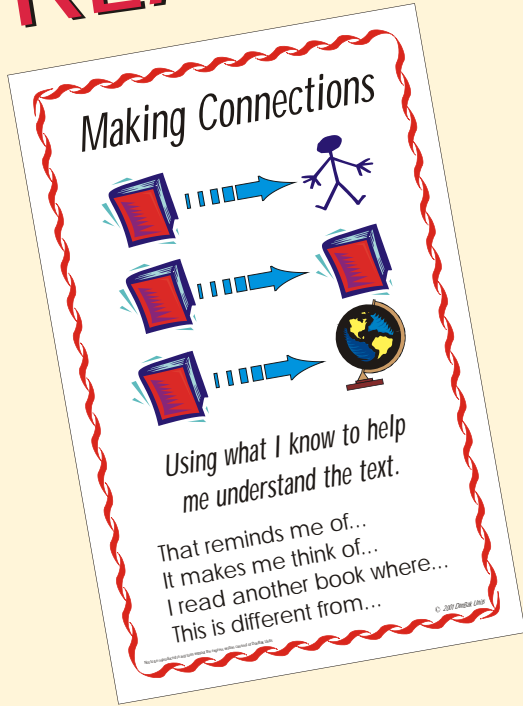 Making Connections
Using what I know to help
me understand the text.
That reminds me of...
It makes me think of...
I read another book where...
This is different from...